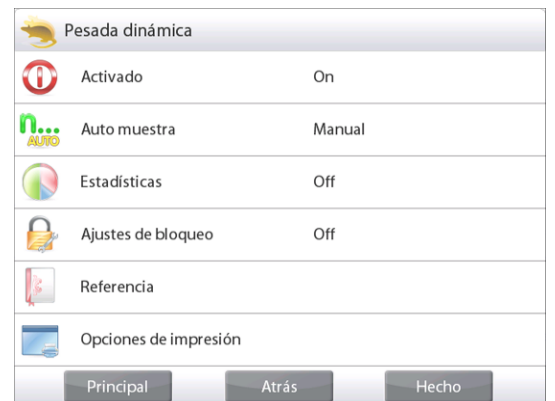 Pesada dinámica
Activado On
n... AUTO Auto muestra Manual
Estadísticas Off
Ajustes de bloqueo Off
Referencia
Opciones de impresión
Principal Atrás Hecho